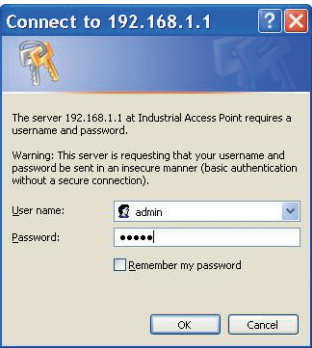 Connect to 192.168.1.1
The server 192.168.1.1 at Industrial Access Point requires a
username and password.
Warning: This server is requesting that your username and
password be sent in an insecure manner (basic authentication
without a secure connection).
User name:
admin
Password:
•••••
Remember my password
OK
Cancel